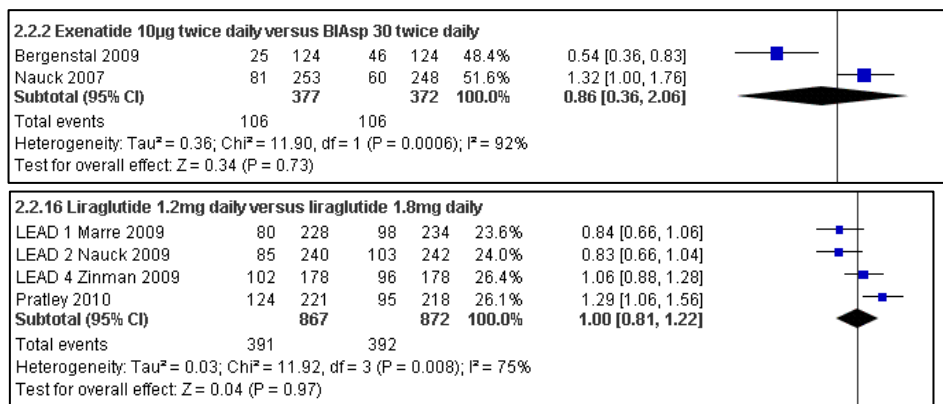 2.2.2 Exenatide 10µg twice daily versus BIAsp 30 twice daily
Bergenstal 2009 25 124 46 124 48.4% 0.54 [0.36, 0.83]
Nauck 2007 81 253 60 248 51.6% 1.32 [1.00, 1.76]
Subtotal (95% CI) 377 372 100.0% 0.86 [0.36, 2.06]
Total events 106 106
Heterogeneity: Tau² = 0.36; Chi² = 11.90, df = 1 (P = 0.0006); I² = 92%
Test for overall effect: Z = 0.34 (P = 0.73)
2.2.16 Liraglutide 1.2mg daily versus liraglutide 1.8mg daily
LEAD 1 Marre 2009 80 228 98 234 23.6% 0.84 [0.66, 1.06]
LEAD 2 Nauck 2009 85 240 103 242 24.0% 0.83 [0.66, 1.04]
LEAD 4 Zinman 2009 102 178 96 178 26.4% 1.06 [0.88, 1.28]
Pratley 2010 124 221 95 218 26.1% 1.29 [1.06, 1.56]
Subtotal (95% CI) 867 872 100.0% 1.00 [0.81, 1.22]
Total events 391 392
Heterogeneity: Tau² = 0.03; Chi² = 11.92, df = 3 (P = 0.008); I² = 75%
Test for overall effect: Z = 0.04 (P = 0.97)